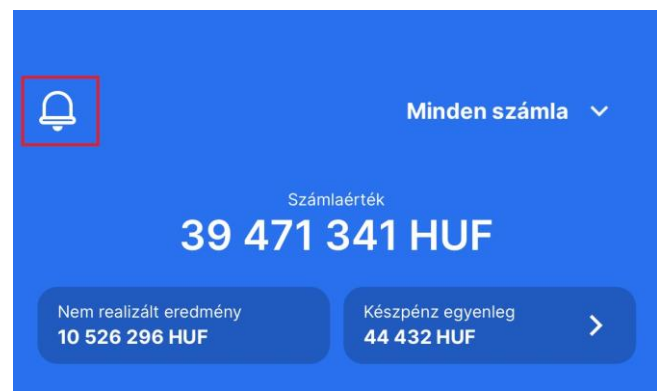 Minden számla
Számlaérték
39 471 341 HUF
Nem realizált eredmény
10 526 296 HUF
Készpénz egyenleg
44 432 HUF